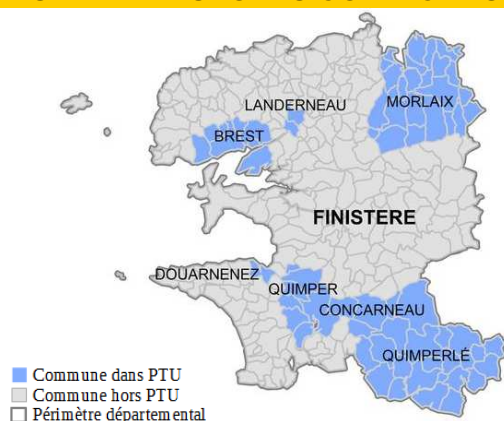 LANDERNEAU
MORLAIX
BREST
FINISTERE
DOUARNENEZ
QUIMPER
CONCARNEAU
QUIMPERLÉ
Commune dans PTU
Commune hors PTU
Périmètre départemental